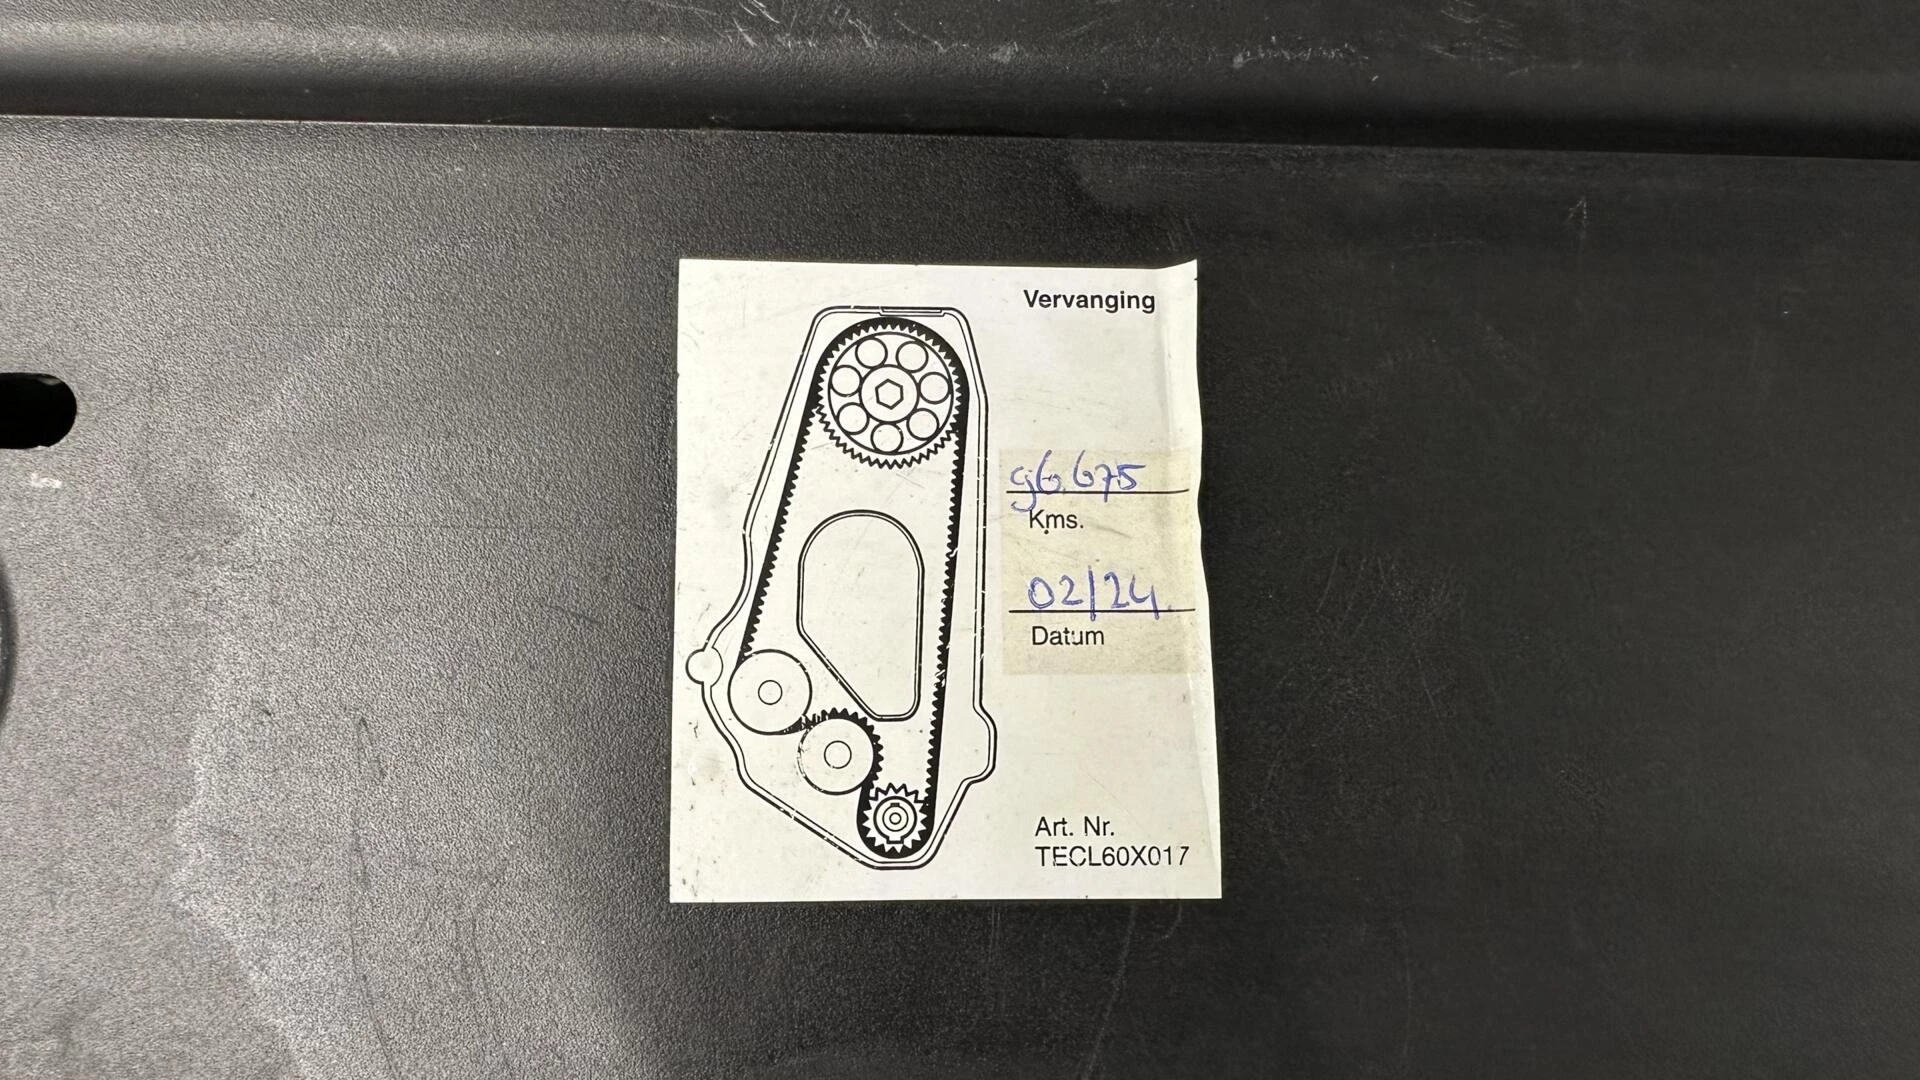 Vervanging
96.675
Kms.
02/24.
Datum
Art. Nr.
TECL60X017